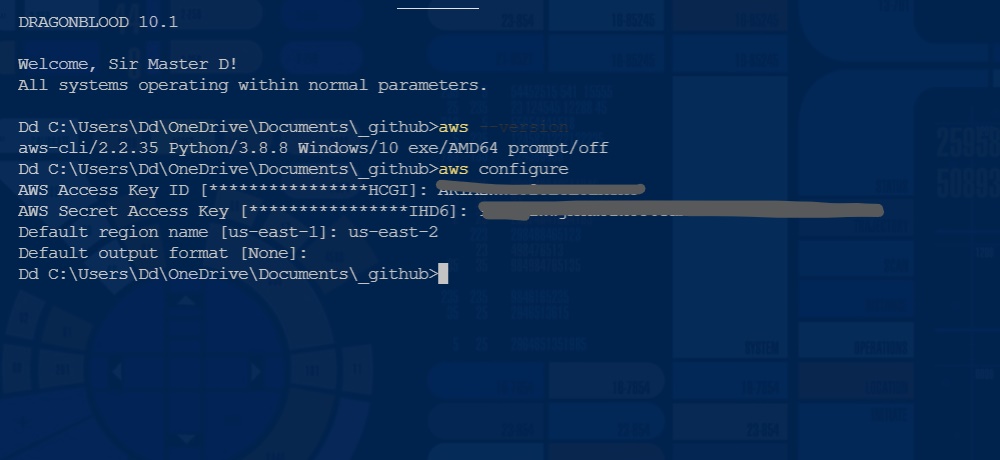 DRAGONBLOOD 10.1
Welcome, Sir Master D!
All systems operating within normal parameters.
Dd C:\Users\Dd\OneDrive\Documents\_github>aws --version
aws-cli/2.2.35 Python/3.8.8 Windows/10 exe/AMD64 prompt/off
Dd C:\Users\Dd\OneDrive\Documents\_github>aws configure
AWS Access Key ID [****************HCGI]:
AWS Secret Access Key [****************IHD6]:
Default region name [us-east-1]: us-east-2
Default output format [None]:
Dd C:\Users\Dd\OneDrive\Documents\_github>